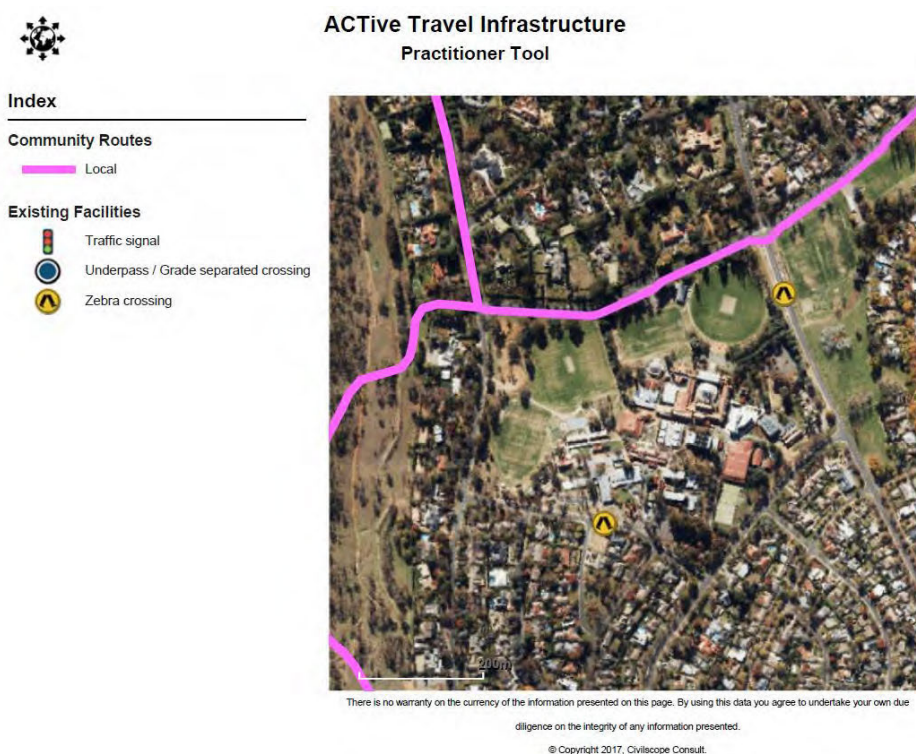 ACTive Travel Infrastructure
Practitioner Tool
Index
Community Routes
Local
Existing Facilities
Traffic signal
Underpass / Grade separated crossing
Zebra crossing
200m
There is no warranty on the currency of the information presented on this page. By using this data you agree to undertake your own due
diligence on the integrity of any information presented.
© Copyright 2017, Civilscope Consult.